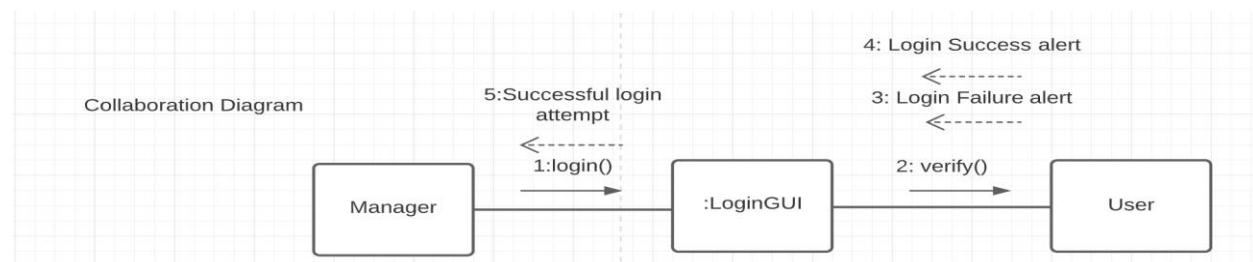 4: Login Success alert
Collaboration Diagram
5:Successful login
attempt
3: Login Failure alert
1:login()
2: verify()
Manager
:LoginGUI
User